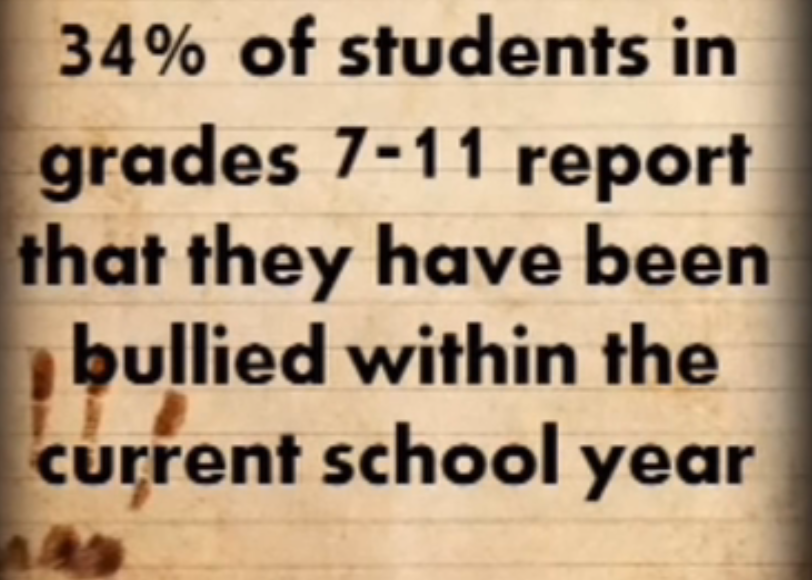 34% of students in
grades 7-11 report
that they have been
bullied within the
current school year